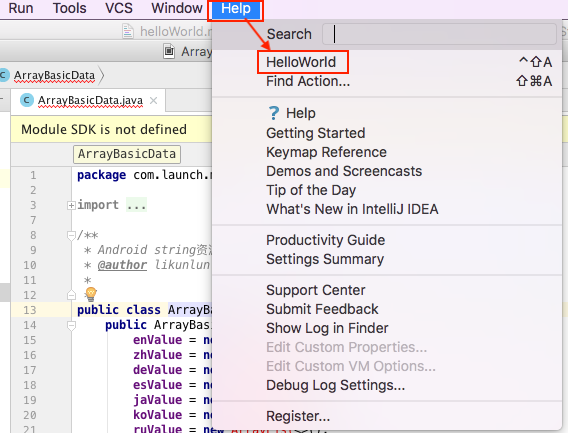 Run Tools VCS Window Help
helloWorld.
Array
Search
HelloWorld ^⇧A
Find Action... ⇧⌘A
? Help
Getting Started
Keymap Reference
Demos and Screencasts
Tip of the Day
What's New in IntelliJ IDEA
Productivity Guide
Settings Summary
Support Center
Submit Feedback
Show Log in Finder
Edit Custom Properties...
Edit Custom VM Options...
Debug Log Settings...
Register...
ArrayBasicData
ArrayBasicData.java ×
Module SDK is not defined
ArrayBasicData
1 package com.launch.
2
3 import ...
7
8 /**
9 * Android string资
10 * @author likunlun
11 *
12
13 public class ArrayBa
14 public ArrayBas
15 enValue = ne
16 zhValue = ne
17 deValue = ne
18 esValue = ne
19 jaValue = ne
20 koValue = ne
21 ruValue = new ArrayList<>();